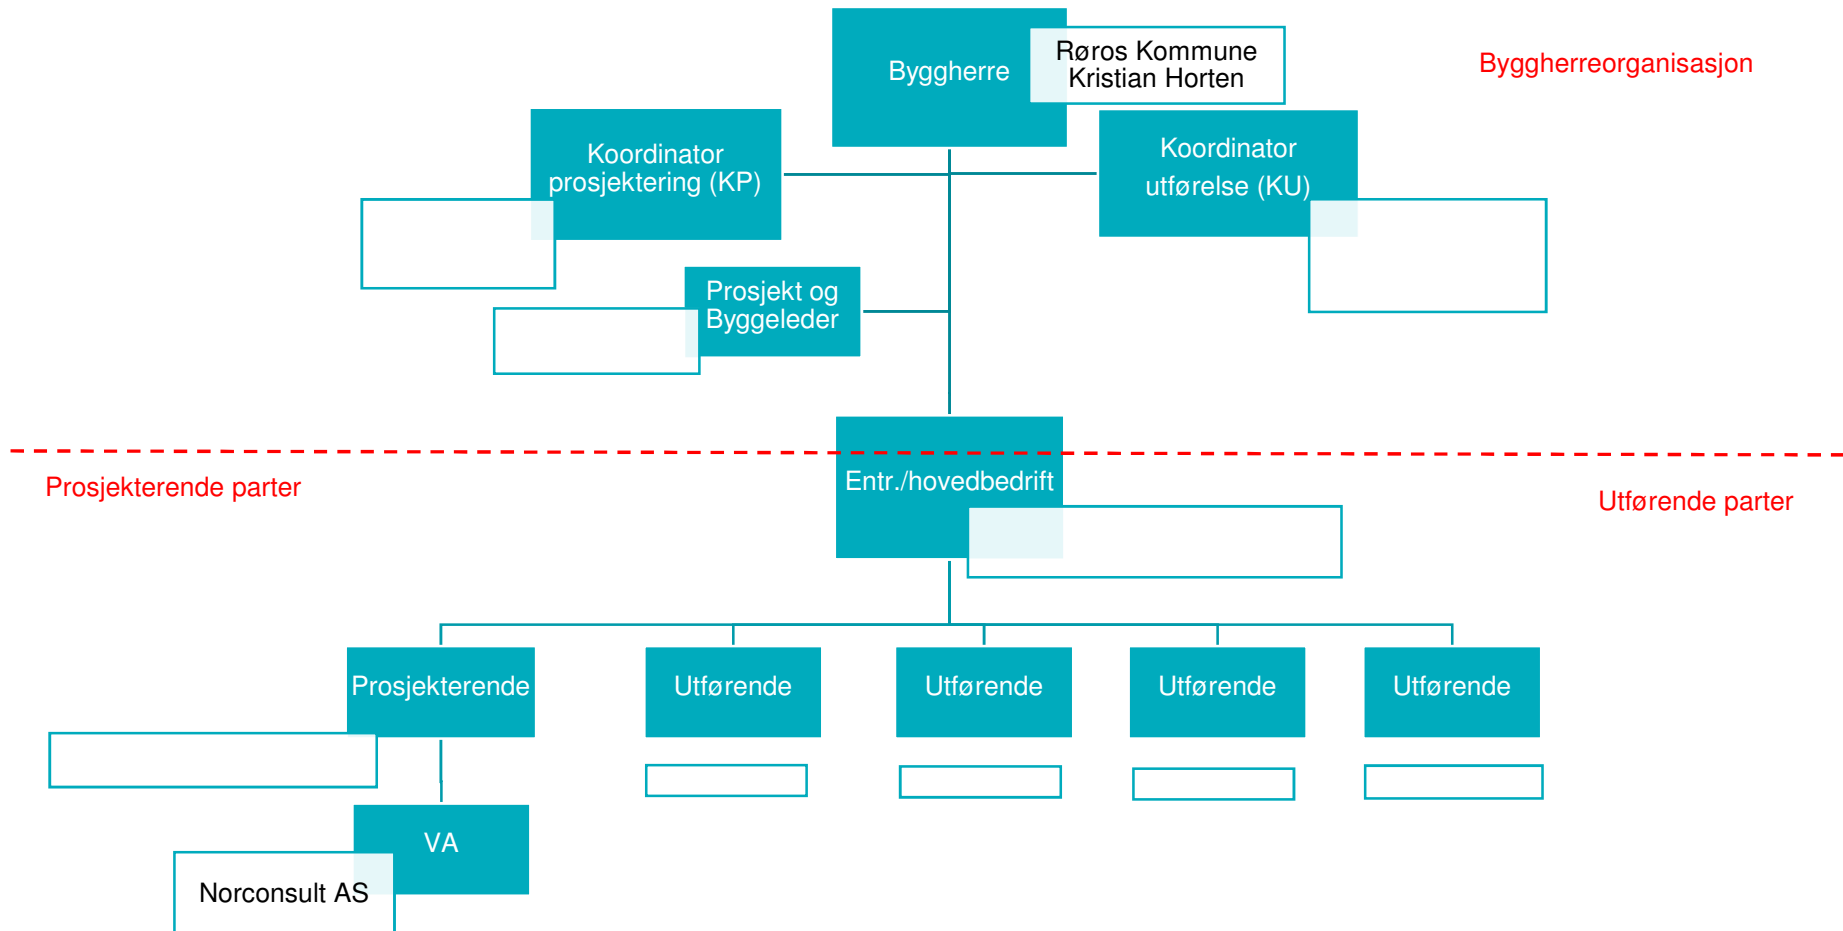 Byggherre
Røros Kommune
Kristian Horten
Byggherreorganisasjon
Koordinator
prosjektering (KP)
Koordinator
utførelse (KU)
Prosjekt og
Byggeleder
Entr./hovedbedrift
Prosjekterende parter
Utførende parter
Prosjekterende
Utførende
Utførende
Utførende
Utførende
VA
Norconsult AS